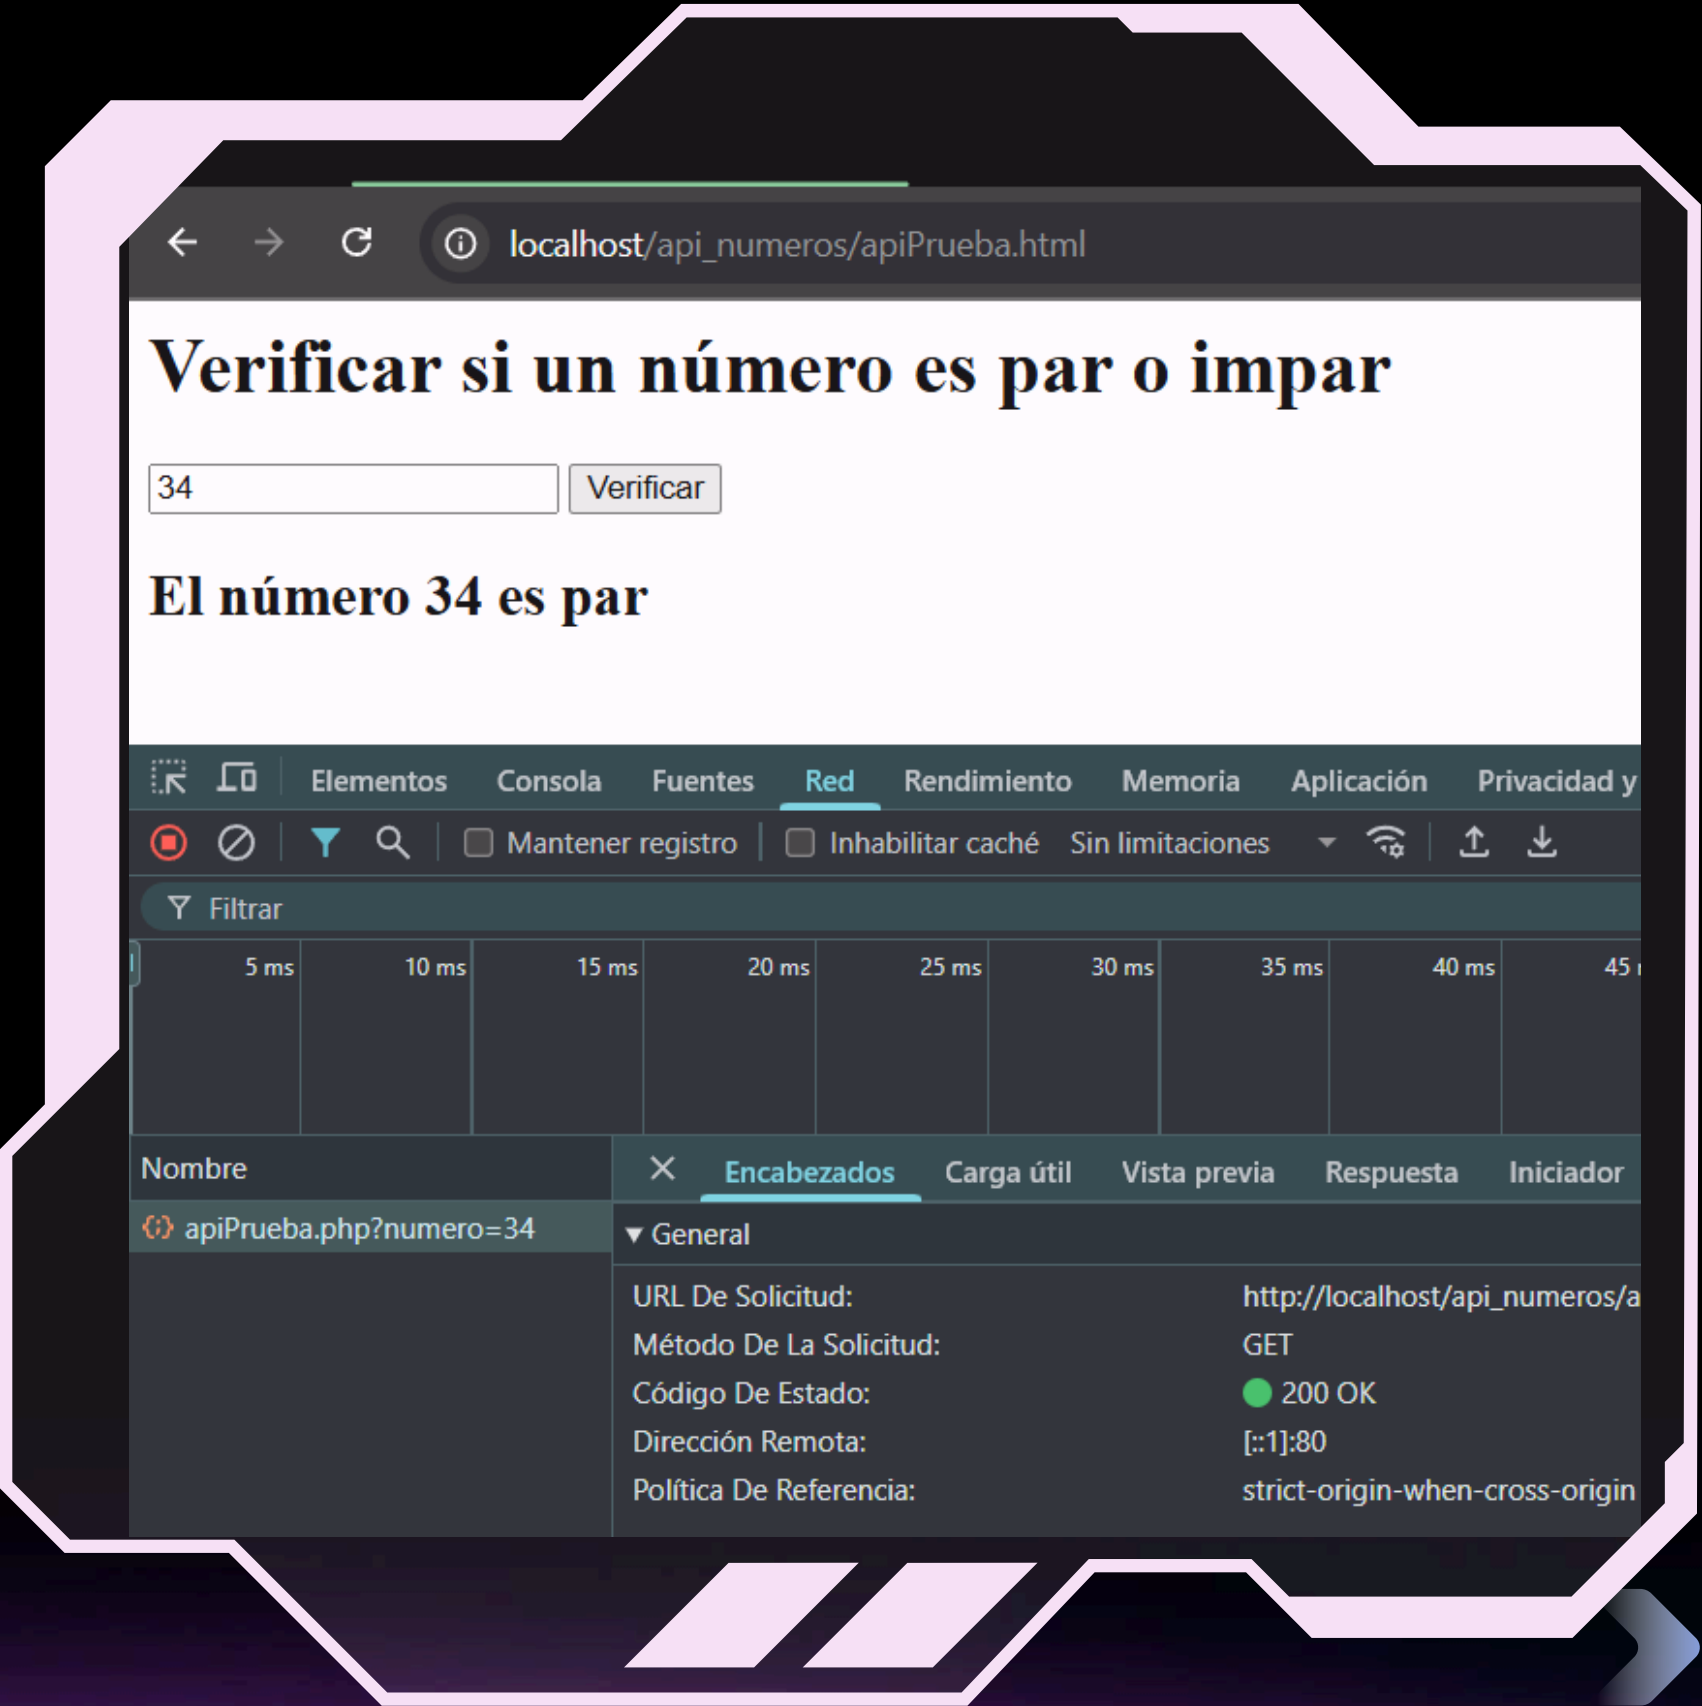 localhost/api_numeros/apiPrueba.html
Verificar si un número es par o impar
34 Verificar
El número 34 es par
Elementos Consola Fuentes Red Rendimiento Memoria Aplicación Privacidad y
Mantener registro Inhabilitar caché Sin limitaciones
Filtrar
5 ms 10 ms 15 ms 20 ms 25 ms 30 ms 35 ms 40 ms 45
Nombre Encabezados Carga útil Vista previa Respuesta Iniciador
apiPrueba.php?numero=34 General
URL De Solicitud: http://localhost/api_numeros/a
Método De La Solicitud: GET
Código De Estado: 200 OK
Dirección Remota: [::1]:80
Política De Referencia: strict-origin-when-cross-origin